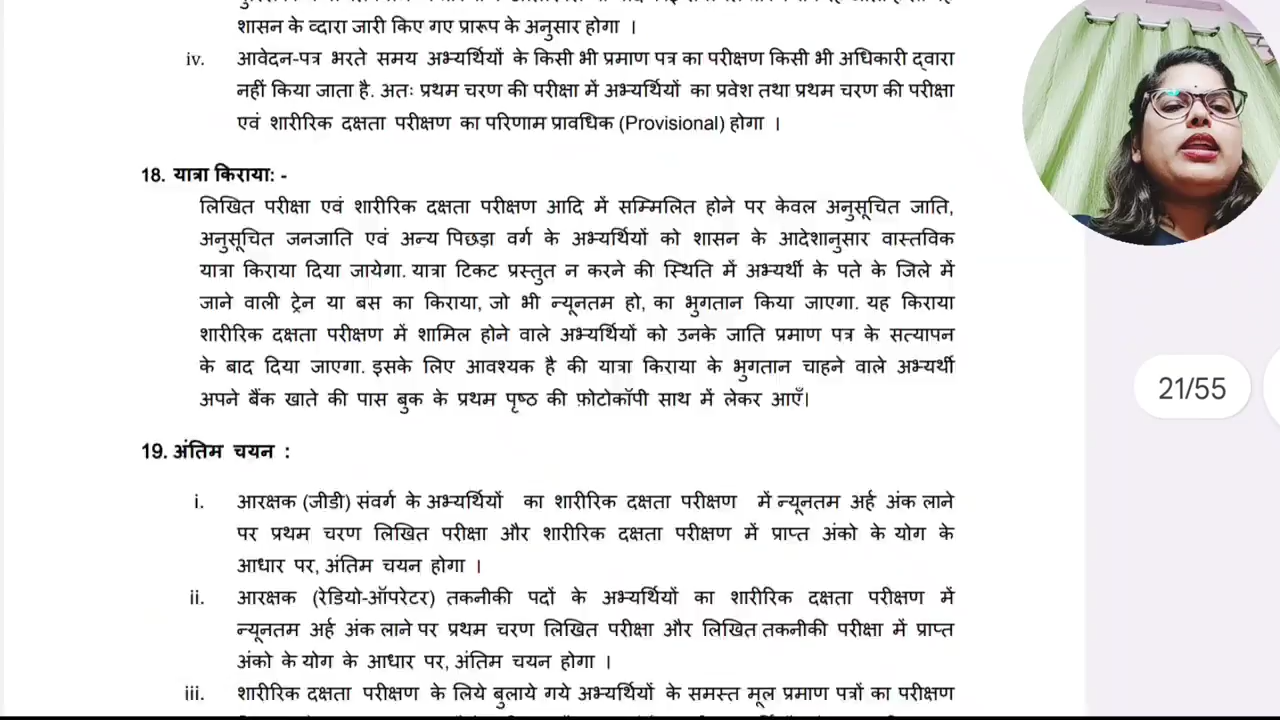 शासन के व्दारा जारी किए गए प्रारूप के अनुसार होगा ।
iv. आवेदन-पत्र भरते समय अभ्यर्थियों के किसी भी प्रमाण पत्र का परीक्षण किसी भी अधिकारी द्वारा
नहीं किया जाता है. अतः प्रथम चरण की परीक्षा में अभ्यर्थियों का प्रवेश तथा प्रथम चरण की परीक्षा
एवं शारीरिक दक्षता परीक्षण का परिणाम प्रावधिक (Provisional) होगा ।
18. यात्रा किराया: -
लिखित परीक्षा एवं शारीरिक दक्षता परीक्षण आदि में सम्मिलित होने पर केवल अनुसूचित जाति,
अनुसूचित जनजाति एवं अन्य पिछड़ा वर्ग के अभ्यर्थियों को शासन के आदेशानुसार वास्तविक
यात्रा किराया दिया जायेगा. यात्रा टिकट प्रस्तुत न करने की स्थिति में अभ्यर्थी के पते के जिले में
जाने वाली ट्रेन या बस का किराया, जो भी न्यूनतम हो, का भुगतान किया जाएगा. यह किराया
शारीरिक दक्षता परीक्षण में शामिल होने वाले अभ्यर्थियों को उनके जाति प्रमाण पत्र के सत्यापन
के बाद दिया जाएगा. इसके लिए आवश्यक है की यात्रा किराया के भुगतान चाहने वाले अभ्यर्थी
अपने बैंक खाते की पास बुक के प्रथम पृष्ठ की फ़ोटोकॉपी साथ में लेकर आएँ।
21/55
19. अंतिम चयन :
i. आरक्षक (जीडी) संवर्ग के अभ्यर्थियों का शारीरिक दक्षता परीक्षण में न्यूनतम अर्ह अंक लाने
पर प्रथम चरण लिखित परीक्षा और शारीरिक दक्षता परीक्षण में प्राप्त अंको के योग के
आधार पर, अंतिम चयन होगा ।
ii. आरक्षक (रेडियो-ऑपरेटर) तकनीकी पदों के अभ्यर्थियों का शारीरिक दक्षता परीक्षण में
न्यूनतम अर्ह अंक लाने पर प्रथम चरण लिखित परीक्षा और लिखित तकनीकी परीक्षा में प्राप्त
अंको के योग के आधार पर, अंतिम चयन होगा ।
iii. शारीरिक दक्षता परीक्षण के लिये बुलाये गये अभ्यर्थियों के समस्त मूल प्रमाण पत्रों का परीक्षण